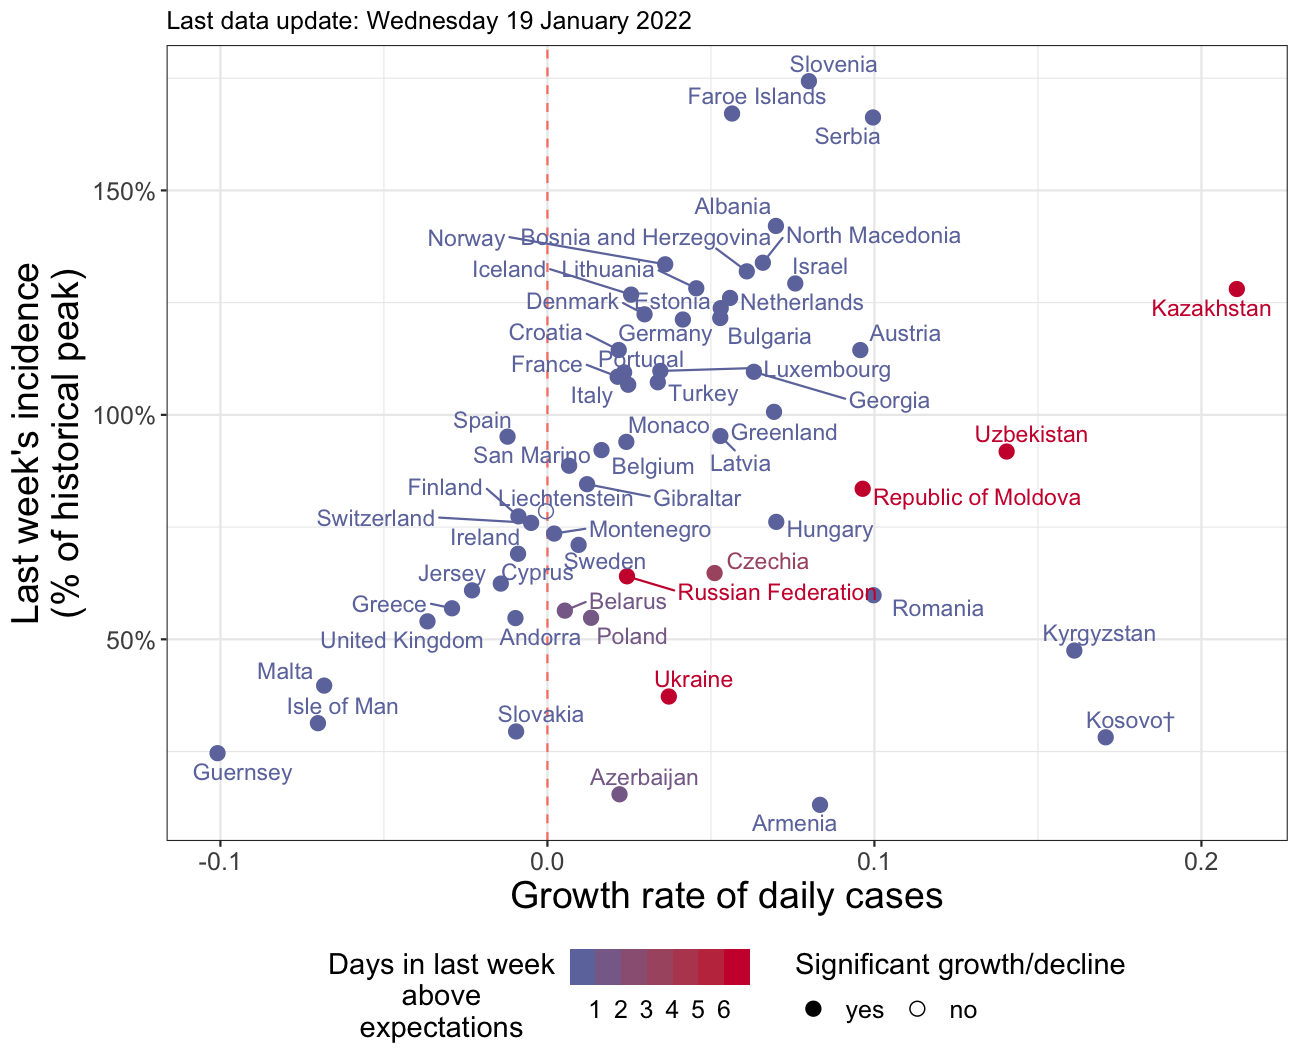 Last data update: Wednesday 19 January 2022
Last week's incidence
(% of historical peak)
150%
100%
50%
Slovenia
Faroe Islands
Serbia
Albania
Norway
Bosnia and Herzegovina
North Macedonia
Iceland
Lithuania
Israel
Denmark
Estonia
Netherlands
Kazakhstan
Croatia
Germany
Bulgaria
Austria
France
Portugal
Luxembourg
Italy
Turkey
Georgia
Spain
Monaco
Greenland
Uzbekistan
San Marino
Belgium
Latvia
Finland
Liechtenstein
Gibraltar
Republic of Moldova
Switzerland
Ireland
Montenegro
Hungary
Jersey
Cyprus
Sweden
Czechia
Greece
Belarus
Russian Federation
Romania
United Kingdom
Andorra
Poland
Kyrgyzstan
Malta
Ukraine
Isle of Man
Slovakia
Kosovo†
Guernsey
Azerbaijan
Armenia
-0.1
0.0
0.1
0.2
Growth rate of daily cases
Days in last week
above
expectations
1 2 3 4 5 6
Significant growth/decline
yes
no